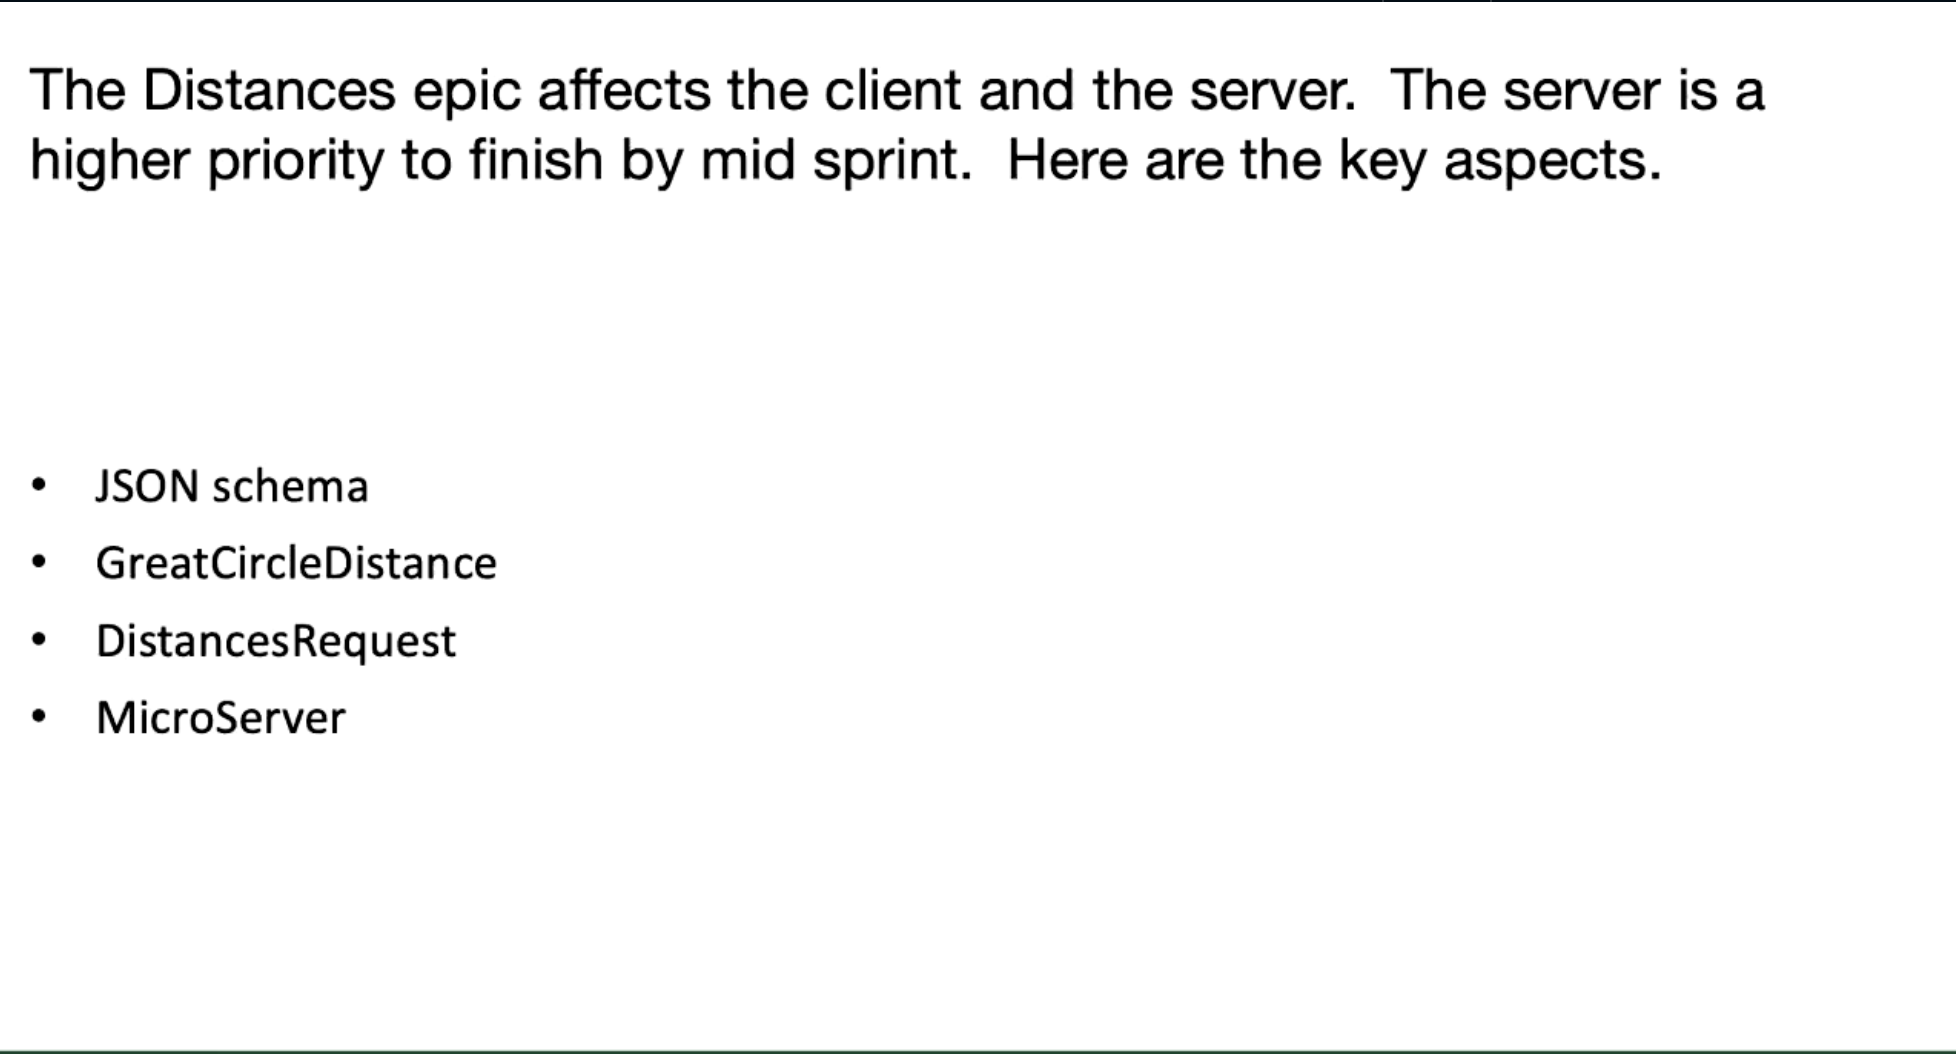 The Distances epic affects the client and the server.  The server is a
higher priority to finish by mid sprint.  Here are the key aspects.
• JSON schema
• GreatCircleDistance
• DistancesRequest
• MicroServer